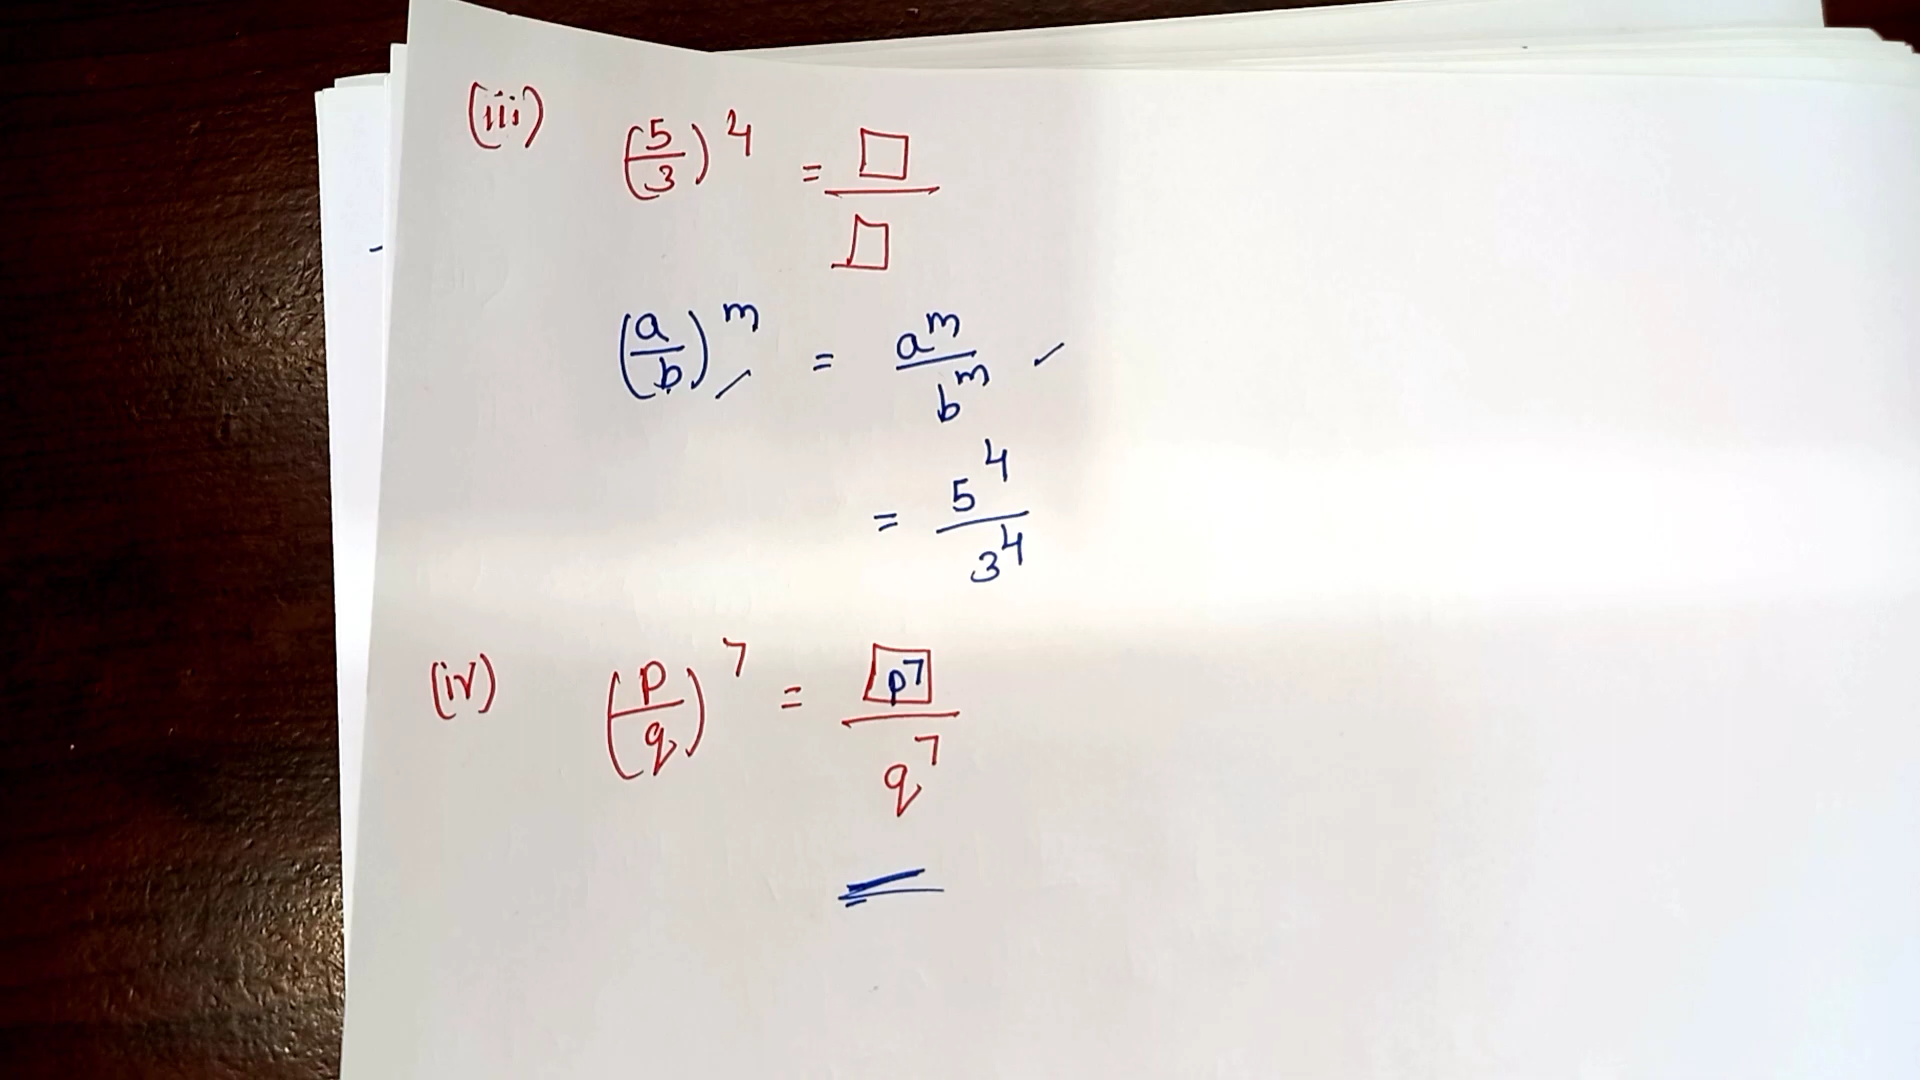 (iii) (5/3)^4 = □/□
(a/b)^m = a^m/b^m
= 5^4/3^4
(iv) (p/q)^7 = p^7/q^7